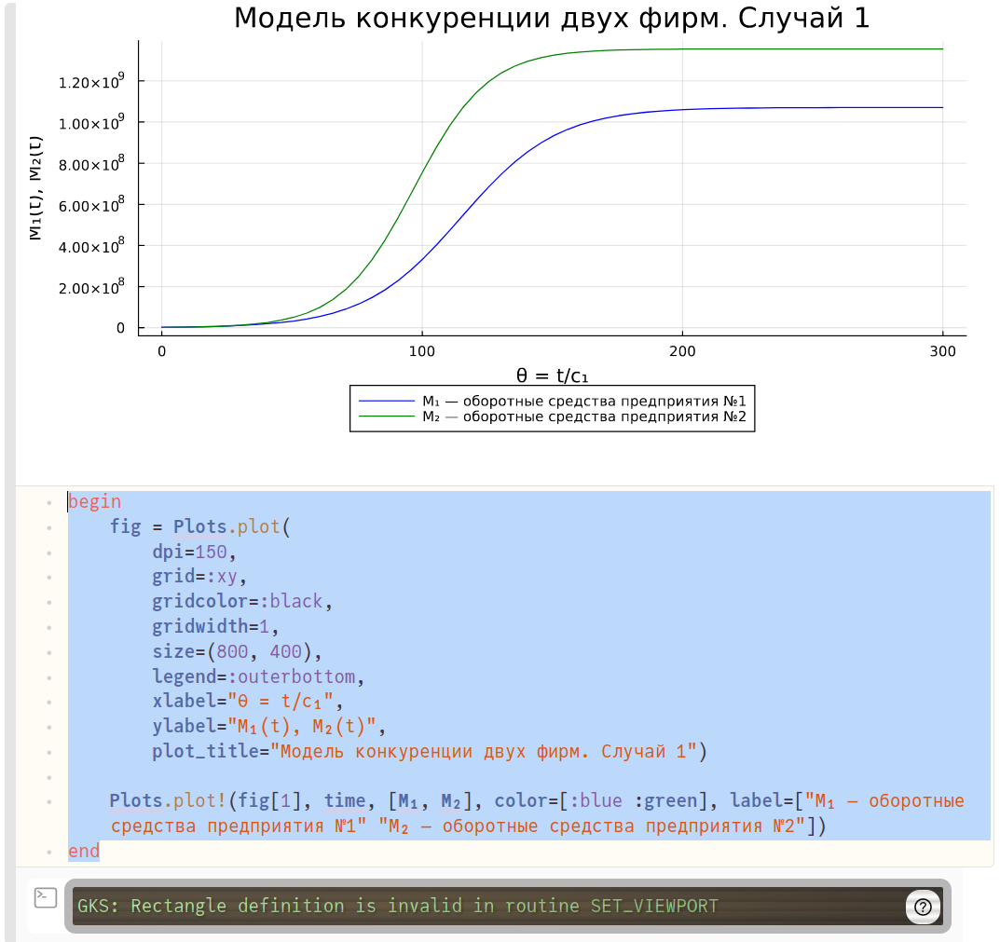 Модель конкуренции двух фирм. Случай 1
1.20×10⁹
1.00×10⁹
8.00×10⁸
6.00×10⁸
4.00×10⁸
2.00×10⁸
0
M₁(t), M₂(t)
0 100 200 300
θ = t/c₁
M₁ — оборотные средства предприятия №1
M₂ — оборотные средства предприятия №2
begin
fig = Plots.plot(
dpi=150,
grid=:xy,
gridcolor=:black,
gridwidth=1,
size=(800, 400),
legend=:outerbottom,
xlabel="θ = t/c₁",
ylabel="M₁(t), M₂(t)",
plot_title="Модель конкуренции двух фирм. Случай 1")
Plots.plot!(fig[1], time, [M₁, M₂], color=[:blue :green], label=["M₁ — оборотные
средства предприятия №1" "M₂ — оборотные средства предприятия №2"])
end
GKS: Rectangle definition is invalid in routine SET_VIEWPORT